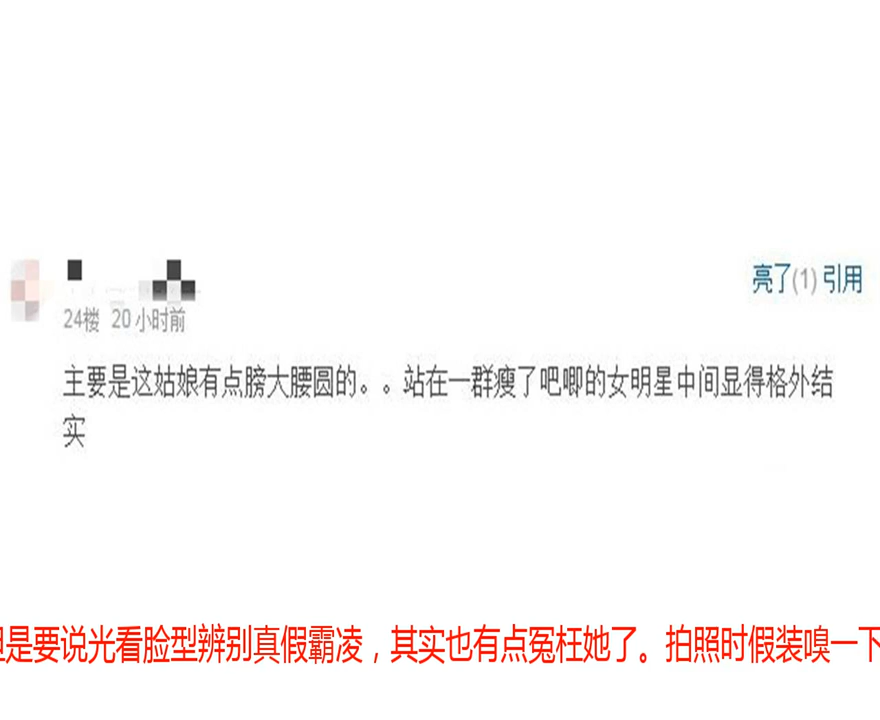 亮了(1) 引用
24楼 20 小时前
主要是这姑娘有点膀大腰圆的。。站在一群瘦了吧唧的女明星中间显得格外结
实
但是要说光看脸型辨别真假霸凌，其实也有点冤枉她了。拍照时假装嗅一下